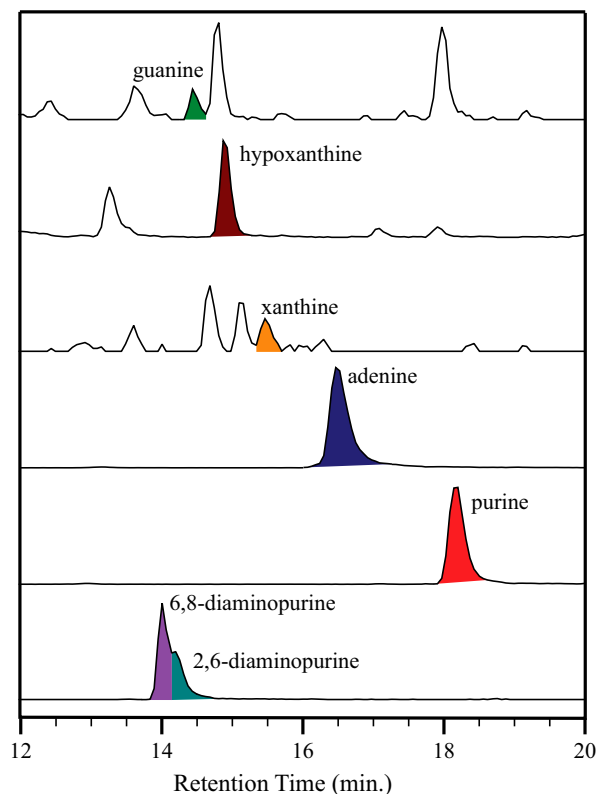 guanine
hypoxanthine
xanthine
adenine
purine
6,8-diaminopurine
2,6-diaminopurine
12 14 16 18 20
Retention Time (min.)